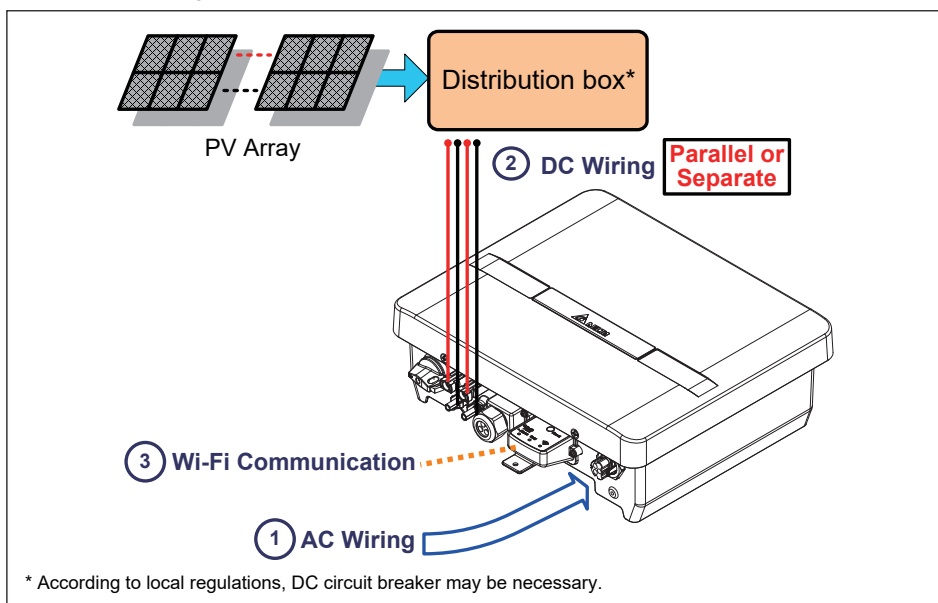 Distribution box*
PV Array
2 DC Wiring
Parallel or
Separate
3 Wi-Fi Communication
1 AC Wiring
* According to local regulations, DC circuit breaker may be necessary.